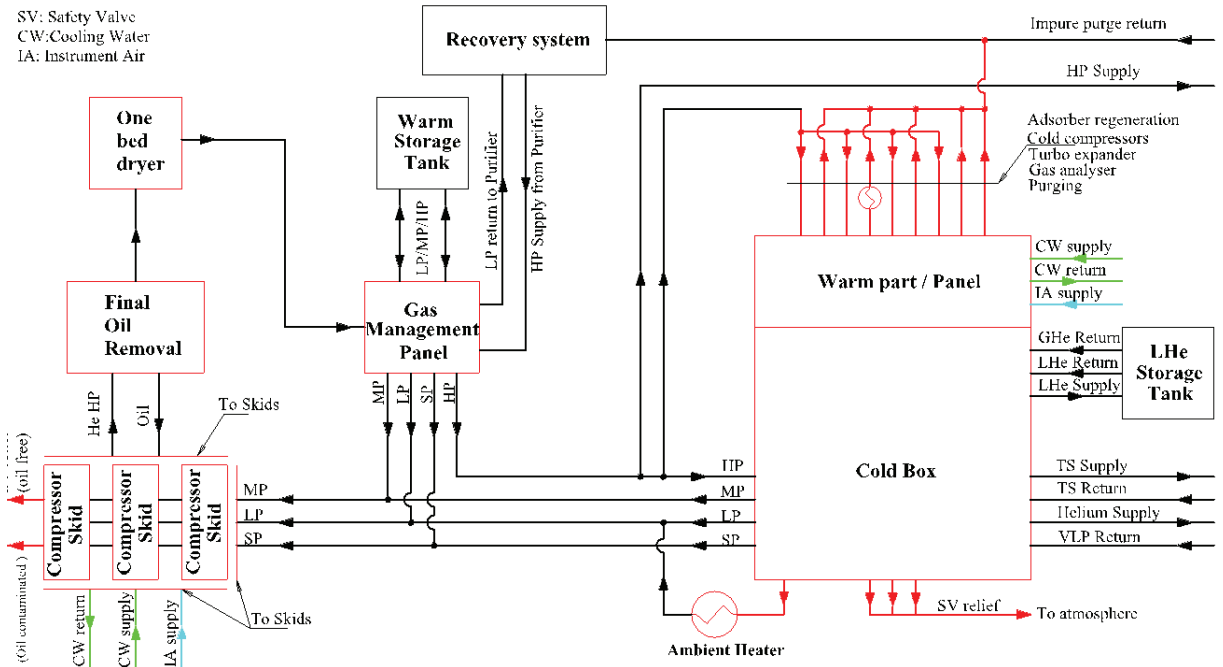 SV: Safety Valve
CW:Cooling Water
IA: Instrument Air
Recovery system
Impure purge return
HP Supply
One
bed
dryer
Warm
Storage
Tank
LP return to Purifier
HP Supply from Purifier
LP/MP/HP
Adsorber regeneration
Cold compressors
Turbo expander
Gas analyser
Purging
Final
Oil
Removal
Gas
Management
Panel
Warm part / Panel
CW supply
CW return
IA supply
GHe Return
LHe Return
LHe Supply
LHe
Storage
Tank
MP
LP
SP
HP
He HP
Oil
To Skids
(oil free)
Compressor
Skid
Compressor
Skid
Compressor
Skid
MP
LP
SP
HP
MP
LP
SP
Cold Box
TS Supply
TS Return
Helium Supply
VLP Return
(Oil contaminated )
CW return
CW supply
IA supply
To Skids
Ambient Heater
SV relief
To atmosphere